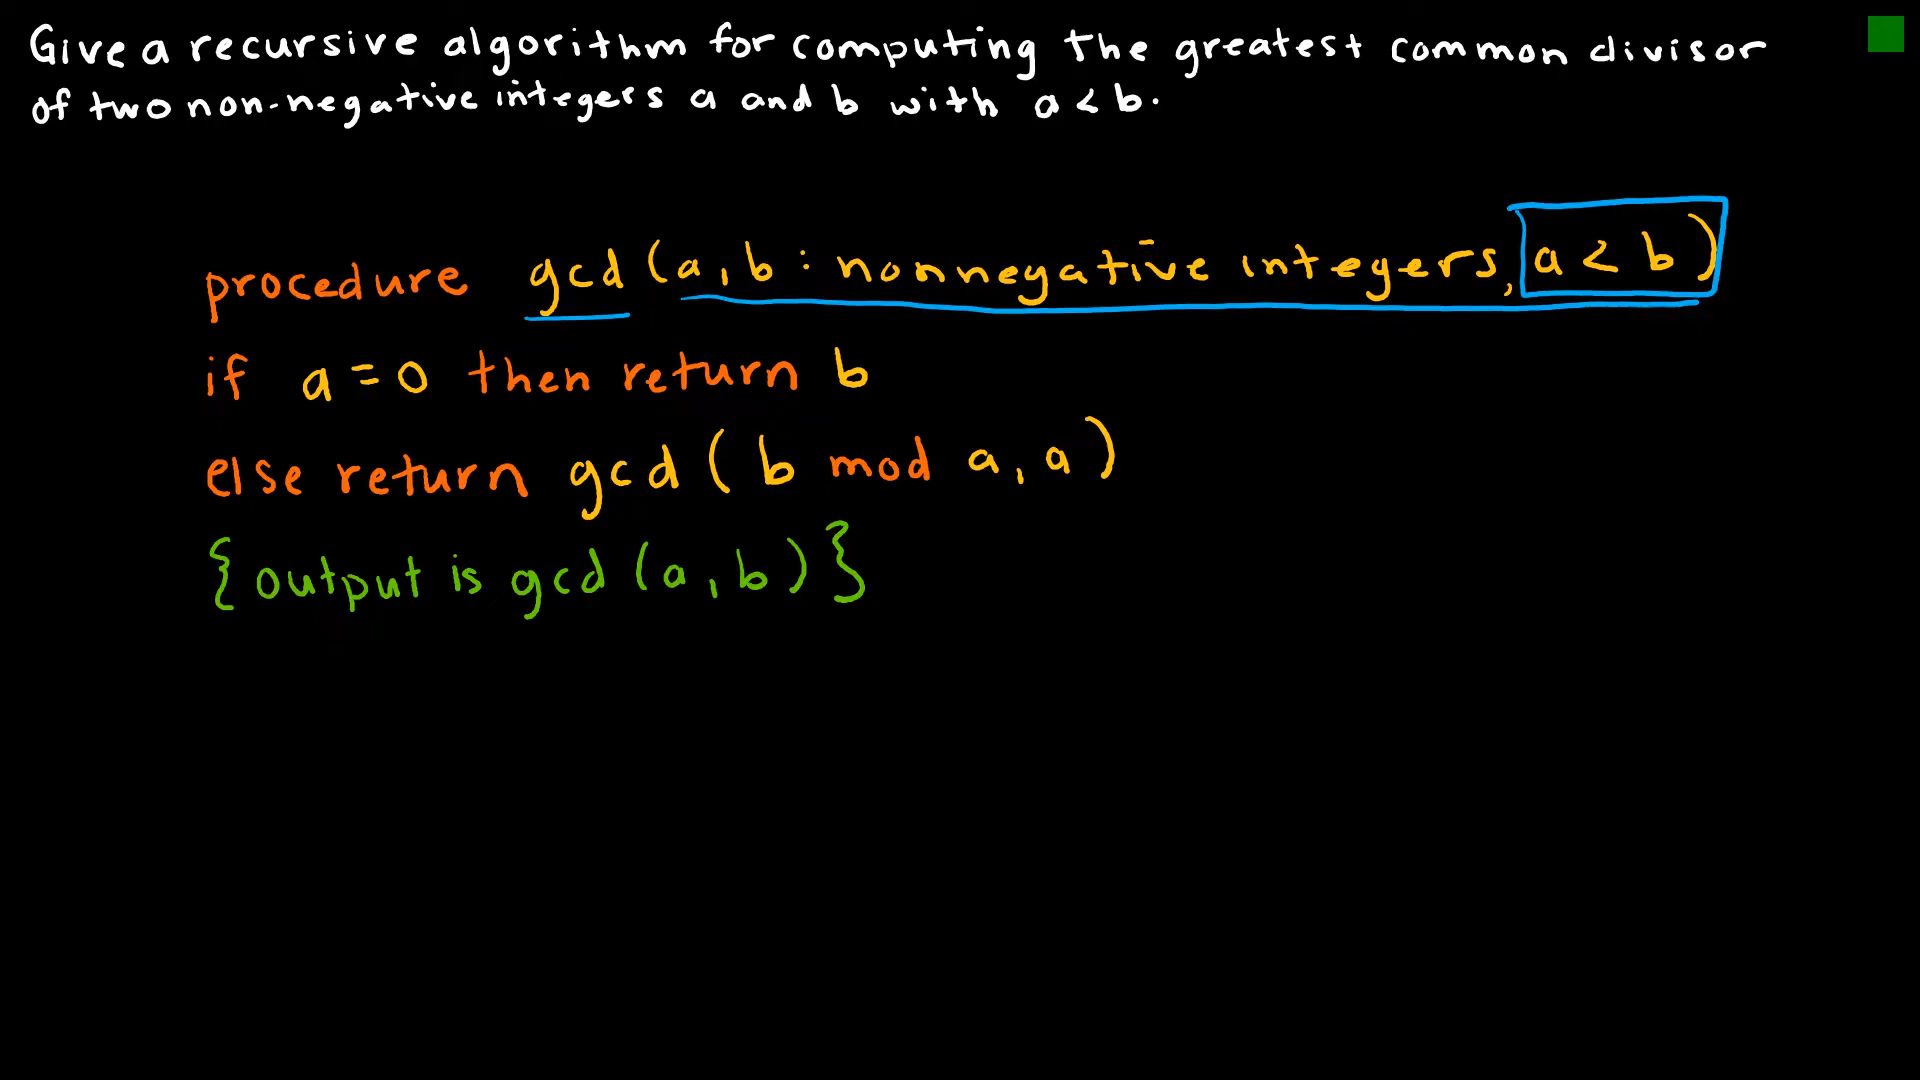 Give a recursive algorithm for computing the greatest common divisor
of two non-negative integers a and b with a < b.
procedure gcd (a, b : nonnegative integers, a < b)
if a = 0 then return b
else return gcd ( b mod a, a )
{ output is gcd (a, b) }